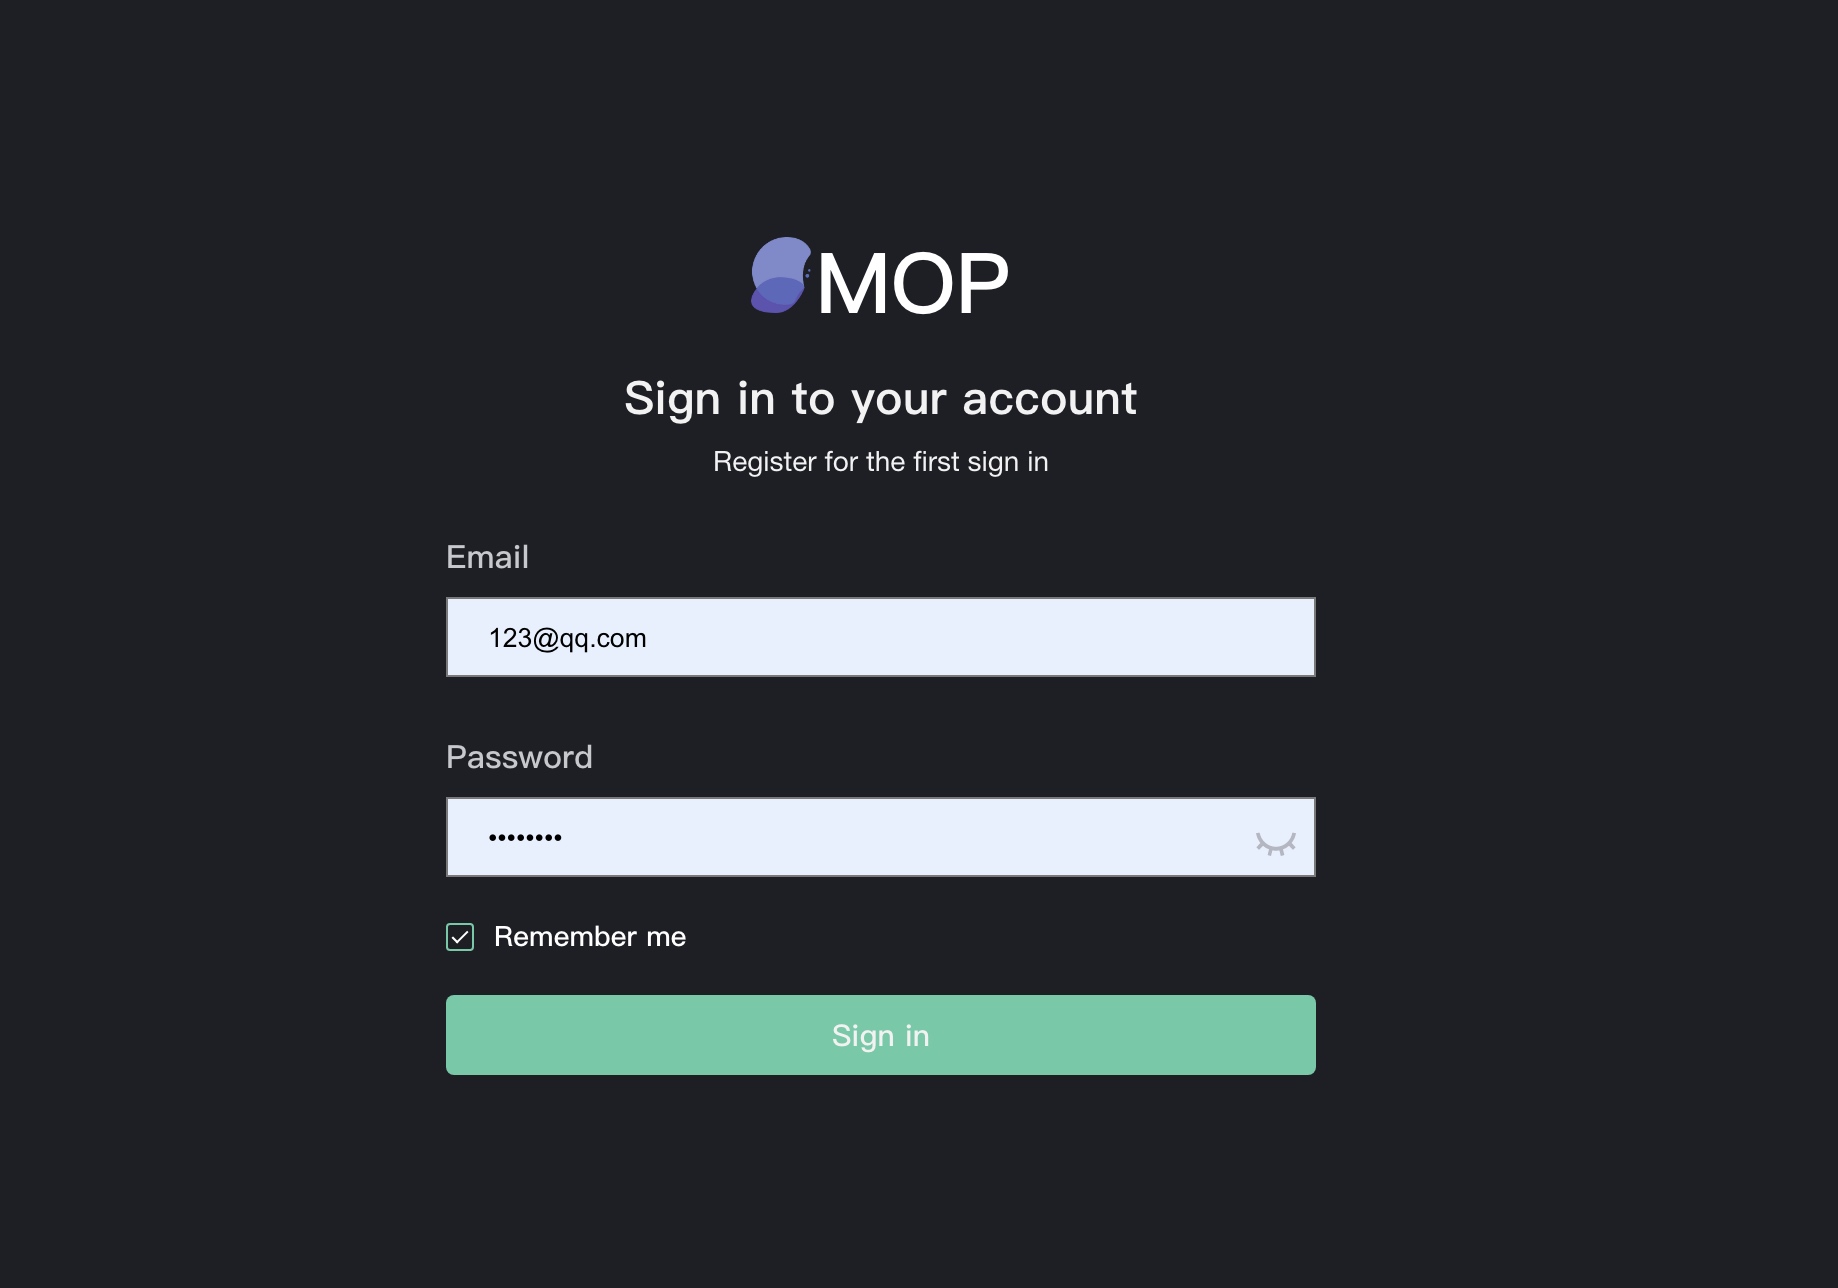 MOP
Sign in to your account
Register for the first sign in
Email
123@qq.com
Password
••••••••
Remember me
Sign in